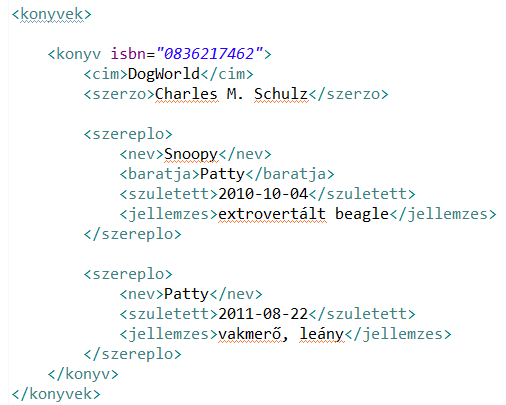 <konyvek>
<konyv isbn="0836217462">
<cim>DogWorld</cim>
<szerzo>Charles M. Schulz</szerzo>
<szereplo>
<nev>Snoopy</nev>
<baratja>Patty</baratja>
<szuletett>2010-10-04</szuletett>
<jellemzes>extrovertált beagle</jellemzes>
</szereplo>
<szereplo>
<nev>Patty</nev>
<szuletett>2011-08-22</szuletett>
<jellemzes>vakmerő, leány</jellemzes>
</szereplo>
</konyv>
</konyvek>